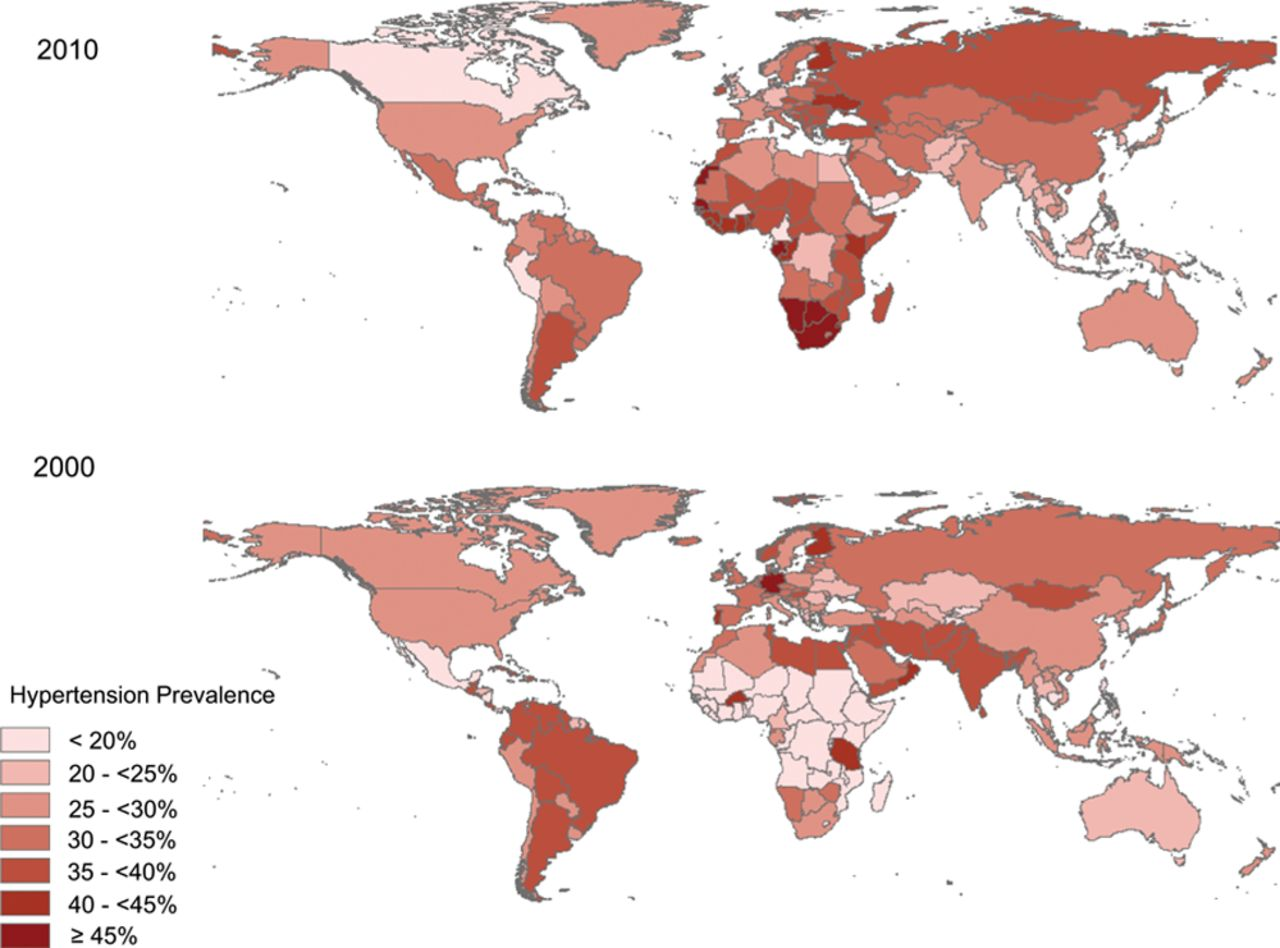 2010
2000
Hypertension Prevalence
< 20%
20 - <25%
25 - <30%
30 - <35%
35 - <40%
40 - <45%
≥ 45%